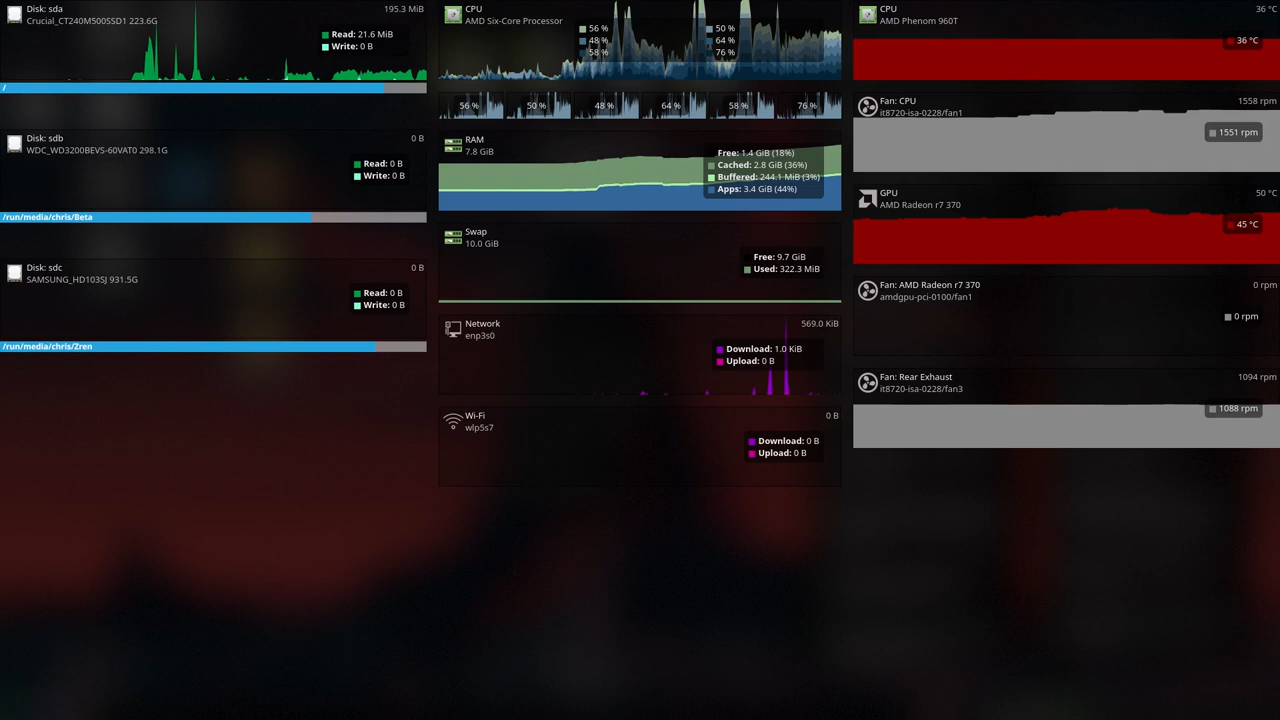 Disk: sda
195.3 MiB
Crucial_CT240M500SSD1 223.6G
Read: 21.6 MiB
Write: 0 B
/
Disk: sdb
0 B
WDC_WD3200BEVS-60VAT0 298.1G
Read: 0 B
Write: 0 B
/run/media/chris/Beta
Disk: sdc
0 B
SAMSUNG_HD103SJ 931.5G
Read: 0 B
Write: 0 B
/run/media/chris/Zren
CPU
AMD Six-Core Processor
56 %
50 %
48 %
64 %
58 %
76 %
56 %
50 %
48 %
64 %
58 %
76 %
RAM
7.8 GiB
Free: 1.4 GiB (18%)
Cached: 2.8 GiB (36%)
Buffered: 244.1 MiB (3%)
Apps: 3.4 GiB (44%)
Swap
10.0 GiB
Free: 9.7 GiB
Used: 322.3 MiB
Network
569.0 KiB
enp3s0
Download: 1.0 KiB
Upload: 0 B
Wi-Fi
0 B
wlp5s7
Download: 0 B
Upload: 0 B
CPU
36 °C
AMD Phenom 960T
36 °C
Fan: CPU
1558 rpm
it8720-isa-0228/fan1
1551 rpm
GPU
50 °C
AMD Radeon r7 370
45 °C
Fan: AMD Radeon r7 370
0 rpm
amdgpu-pci-0100/fan1
0 rpm
Fan: Rear Exhaust
1094 rpm
it8720-isa-0228/fan3
1088 rpm